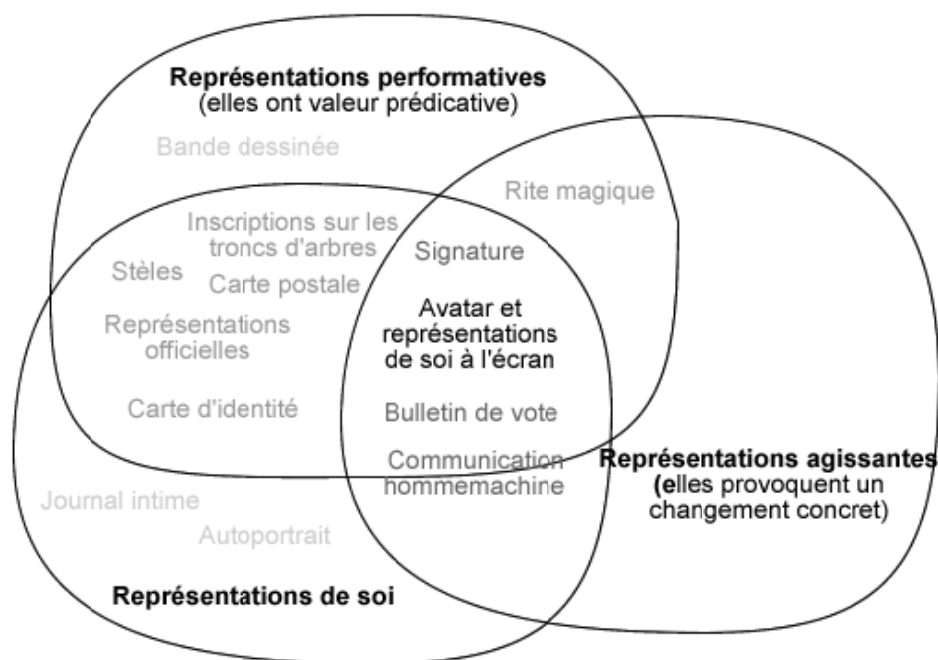 Représentations performatives
(elles ont valeur prédicative)
Bande dessinée
Rite magique
Inscriptions sur les
troncs d'arbres
Signature
Stèles
Carte postale
Avatar et
représentations
de soi à l'écran
Représentations
officielles
Carte d'identité
Bulletin de vote
Communication
hommemachine
Représentations agissantes
(elles provoquent un
changement concret)
Journal intime
Autoportrait
Représentations de soi